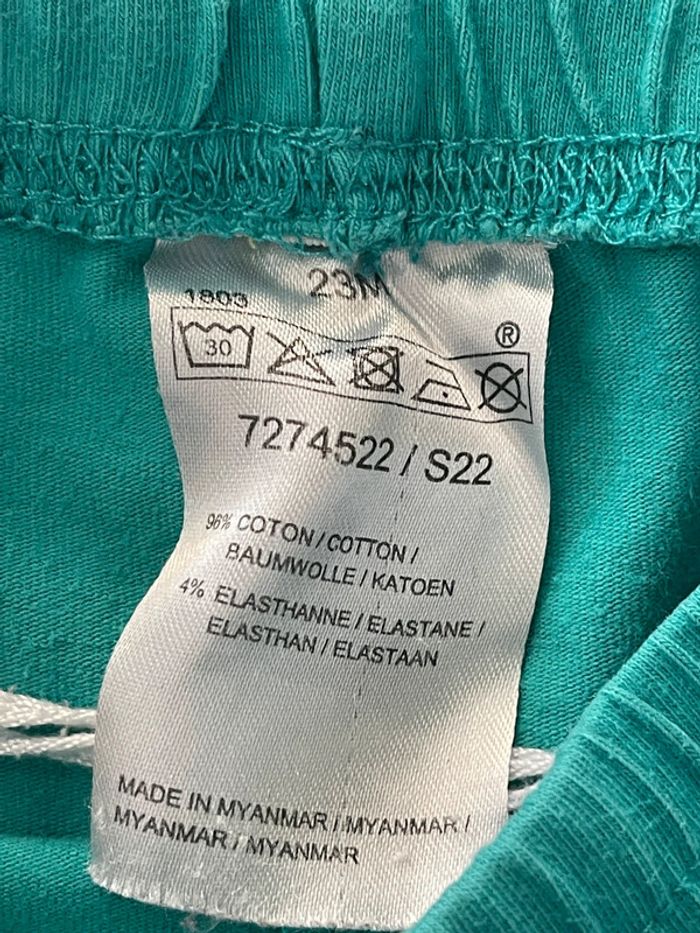 23M
1803
®
30
7274522 / S22
96% COTON / COTTON /
BAUMWOLLE / KATOEN
4% ELASTHANNE / ELASTANE /
ELASTHAN / ELASTAAN
MADE IN MYANMAR / MYANMAR /
MYANMAR / MYANMAR